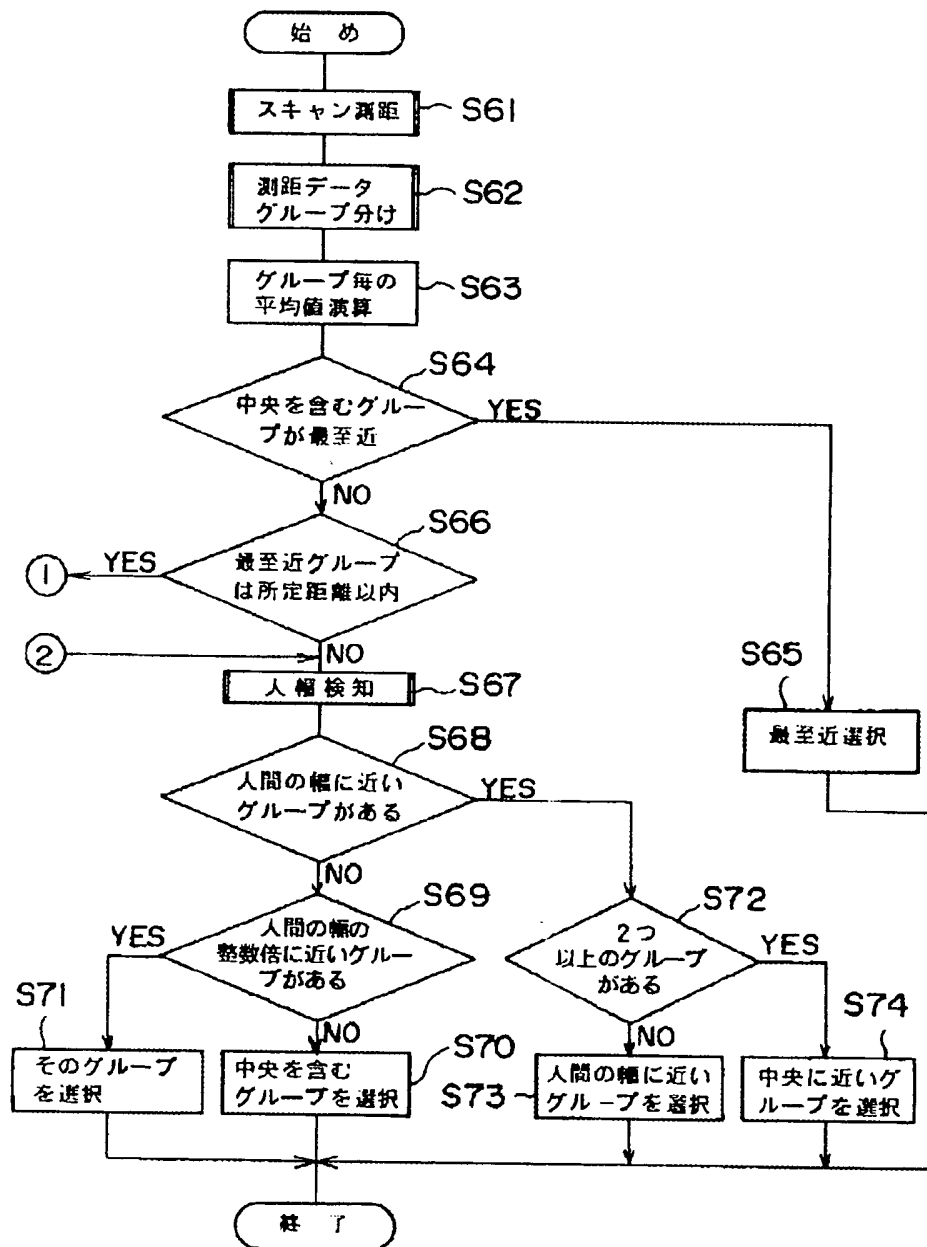 始め
スキャン測距
S61
測距データ
グループ分け
S62
グループ毎の
平均値演算
S63
S64
中央を含むグルー
プが最至近
YES
NO
S66
最至近グループ
は所定距離以内
YES
①
②
NO
S65
最至近選択
人幅検知
S67
S68
人間の幅に近い
グループがある
YES
NO
S69
人間の幅の
整数倍に近いグルー
プがある
YES
S72
2つ
以上のグループ
がある
YES
S71
そのグループ
を選択
NO
S70
中央を含む
グループを選択
NO
S73
人間の幅に近い
グループを選択
S74
中央に近いグ
ループを選択
終了